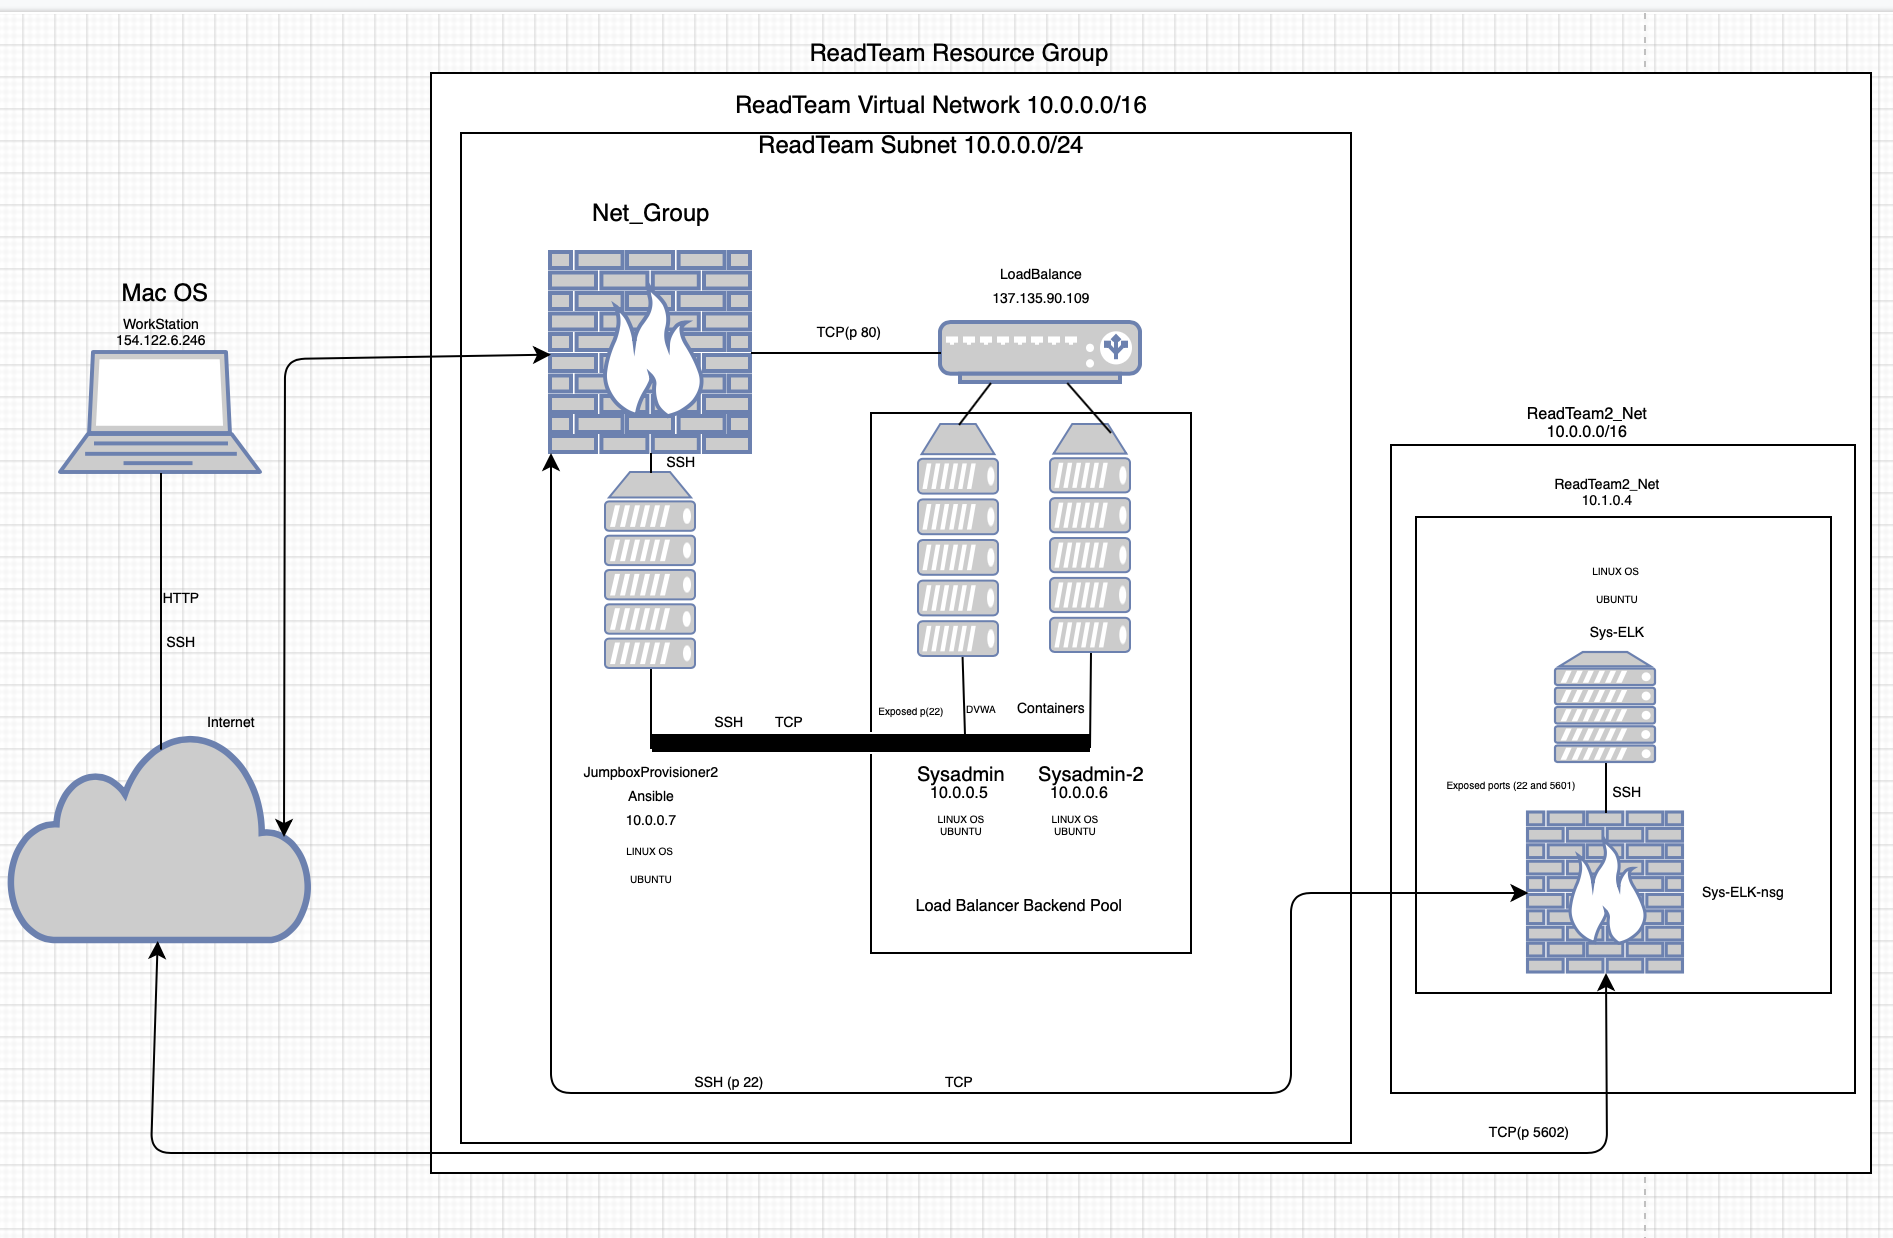 ReadTeam Resource Group
ReadTeam Virtual Network 10.0.0.0/16
ReadTeam Subnet 10.0.0.0/24
Net_Group
Mac OS
WorkStation
154.122.6.246
LoadBalance
137.135.90.109
TCP(p 80)
SSH
HTTP
SSH
Internet
SSH
TCP
Exposed p(22)
DVWA
Containers
JumpboxProvisioner2
Ansible
10.0.0.7
LINUX OS
UBUNTU
Sysadmin
10.0.0.5
LINUX OS
UBUNTU
Sysadmin-2
10.0.0.6
LINUX OS
UBUNTU
Load Balancer Backend Pool
SSH (p 22)
TCP
ReadTeam2_Net
10.0.0.0/16
ReadTeam2_Net
10.1.0.4
LINUX OS
UBUNTU
Sys-ELK
Exposed ports (22 and 5601)
SSH
Sys-ELK-nsg
TCP(p 5602)